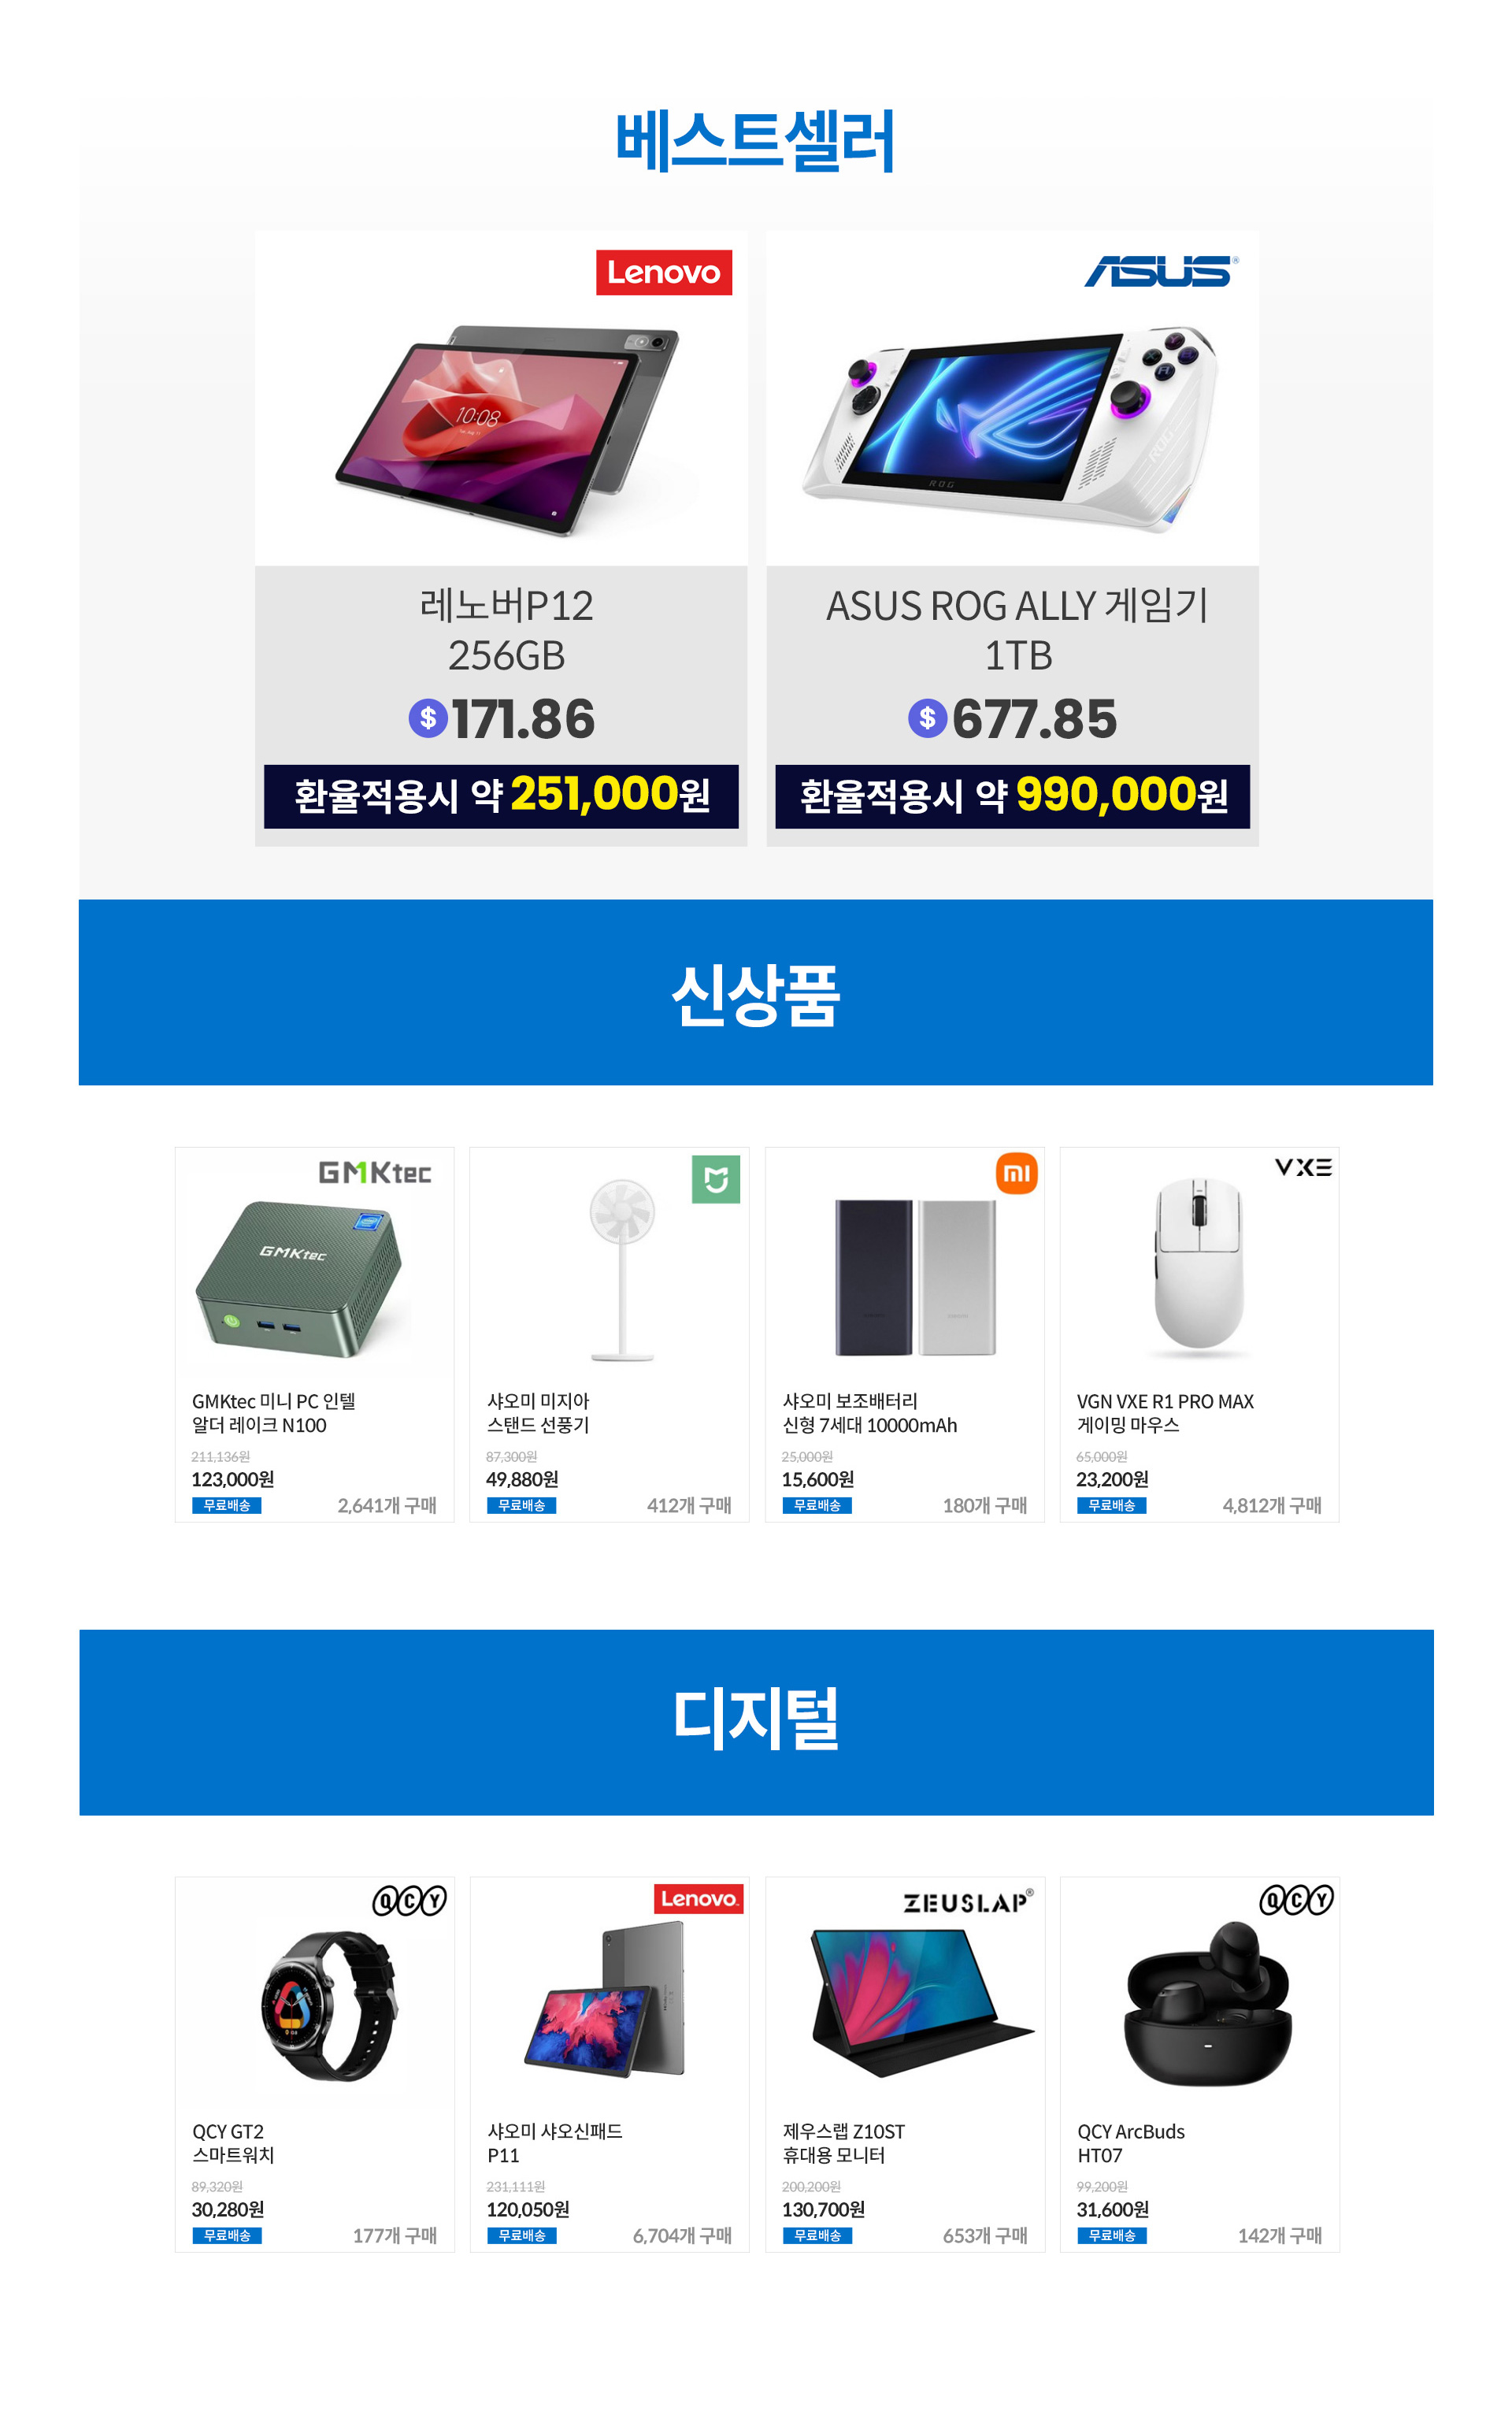 베스트셀러
Lenovo
ASUS
10:08
ROG
ROG
레노버P12
256GB
$171.86
환율적용시 약 251,000원
ASUS ROG ALLY 게임기
1TB
$677.85
환율적용시 약 990,000원
신상품
GMKtec
GMKtec
GMKtec 미니 PC 인텔
알더 레이크 N100
211,136원
123,000원
무료배송
2,641개 구매
샤오미 미지아
스탠드 선풍기
87,300원
49,880원
무료배송
412개 구매
mi
샤오미 보조배터리
신형 7세대 10000mAh
25,000원
15,600원
무료배송
180개 구매
VXE
VGN VXE R1 PRO MAX
게이밍 마우스
65,000원
23,200원
무료배송
4,812개 구매
디지털
QCY
QCY GT2
스마트워치
89,320원
30,280원
무료배송
177개 구매
Lenovo
샤오미 샤오신패드
P11
231,111원
120,050원
무료배송
6,704개 구매
ZEUSLAP®
제우스랩 Z10ST
휴대용 모니터
200,200원
130,700원
무료배송
653개 구매
QCY
QCY ArcBuds
HT07
99,200원
31,600원
무료배송
142개 구매